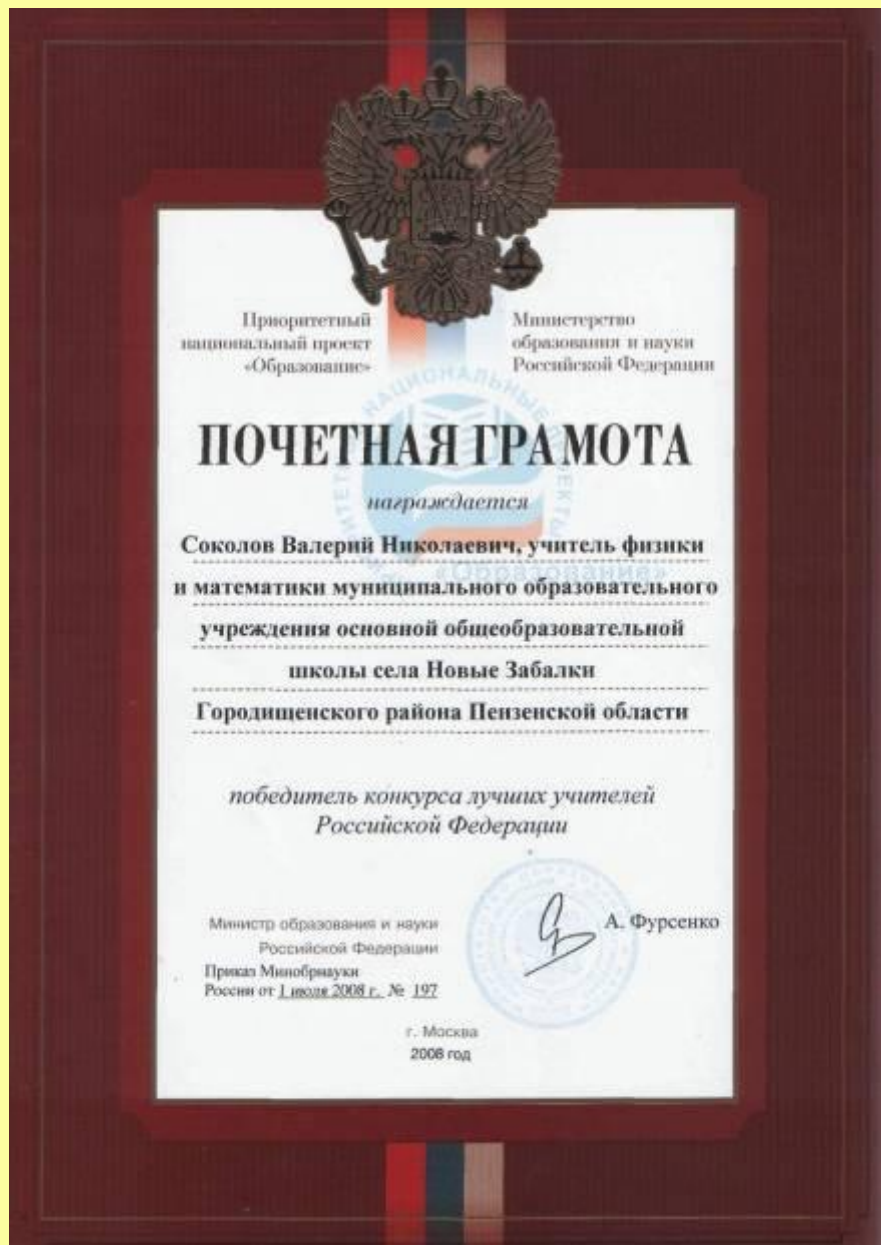 Приоритетный
национальный проект
«Образование»
Министерство
образования и науки
Российской Федерации
ПОЧЕТНАЯ ГРАМОТА
награждается
Соколов Валерий Николаевич, учитель физики
и математики муниципального образовательного
учреждения основной общеобразовательной
школы села Новые Забалки
Городищенского района Пензенской области
победитель конкурса лучших учителей
Российской Федерации
Министр образования и науки
Российской Федерации
А. Фурсенко
Приказ Минобрнауки
России от 1 июля 2008 г. № 197
г. Москва
2008 год